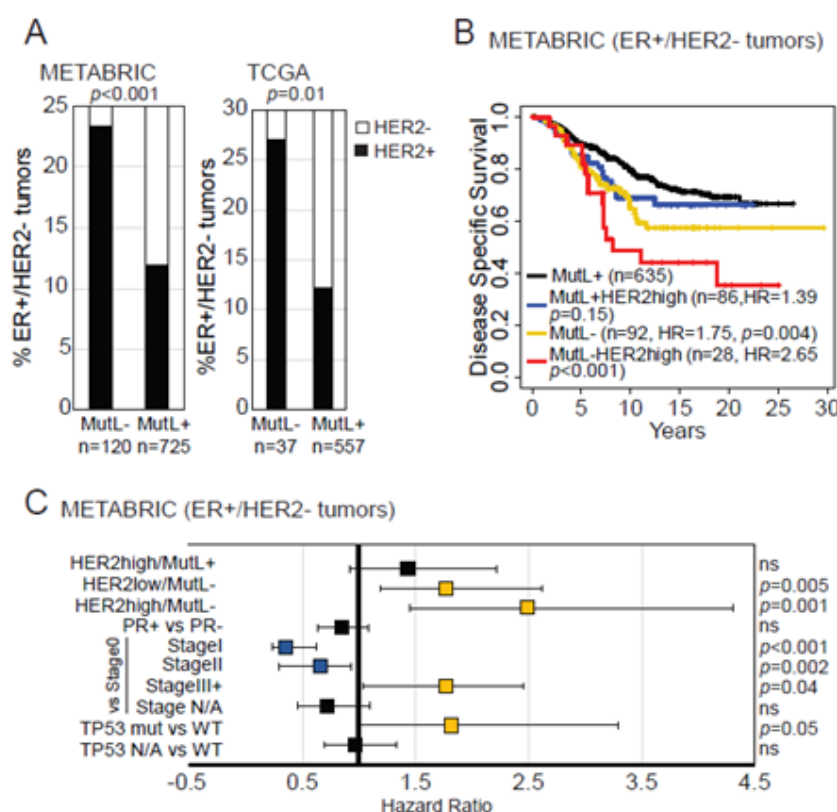 A
METABRIC
p<0.001
% ER+/HER2- tumors
25
20
15
10
5
0
MutL- MutL+
n=120 n=725
TCGA
p=0.01
%ER+/HER2- tumors
30
25
20
15
10
5
0
MutL- MutL+
n=37 n=557
HER2-
HER2+
B METABRIC (ER+/HER2- tumors)
Disease Specific Survival
1.0
0.8
0.6
0.4
0.2
0.0
MutL+ (n=635)
MutL+HER2high (n=86,HR=1.39
p=0.15)
MutL- (n=92, HR=1.75, p=0.004)
MutL-HER2high (n=28, HR=2.65
p<0.001)
0 5 10 15 20 25 30
Years
C METABRIC (ER+/HER2- tumors)
HER2high/MutL+ ns
HER2low/MutL- p=0.005
HER2high/MutL- p=0.001
PR+ vs PR- ns
vs Stage0
StageI p<0.001
StageII p=0.002
StageIII+ p=0.04
Stage N/A ns
TP53 mut vs WT p=0.05
TP53 N/A vs WT ns
-0.5 0.5 1.5 2.5 3.5 4.5
Hazard Ratio